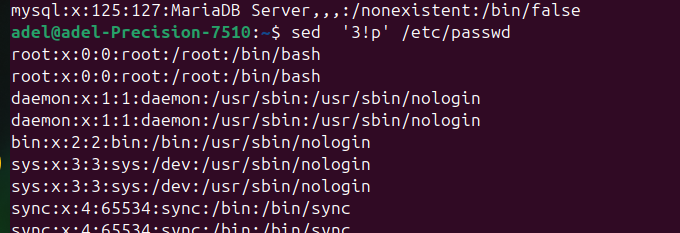 mysql:x:125:127:MariaDB Server,,,:/nonexistent:/bin/false
adel@adel-Precision-7510:~$ sed  '3!p' /etc/passwd
root:x:0:0:root:/root:/bin/bash
root:x:0:0:root:/root:/bin/bash
daemon:x:1:1:daemon:/usr/sbin:/usr/sbin/nologin
daemon:x:1:1:daemon:/usr/sbin:/usr/sbin/nologin
bin:x:2:2:bin:/bin:/usr/sbin/nologin
sys:x:3:3:sys:/dev:/usr/sbin/nologin
sys:x:3:3:sys:/dev:/usr/sbin/nologin
sync:x:4:65534:sync:/bin:/bin/sync
sync:x:4:65534:sync:/bin:/bin/sync